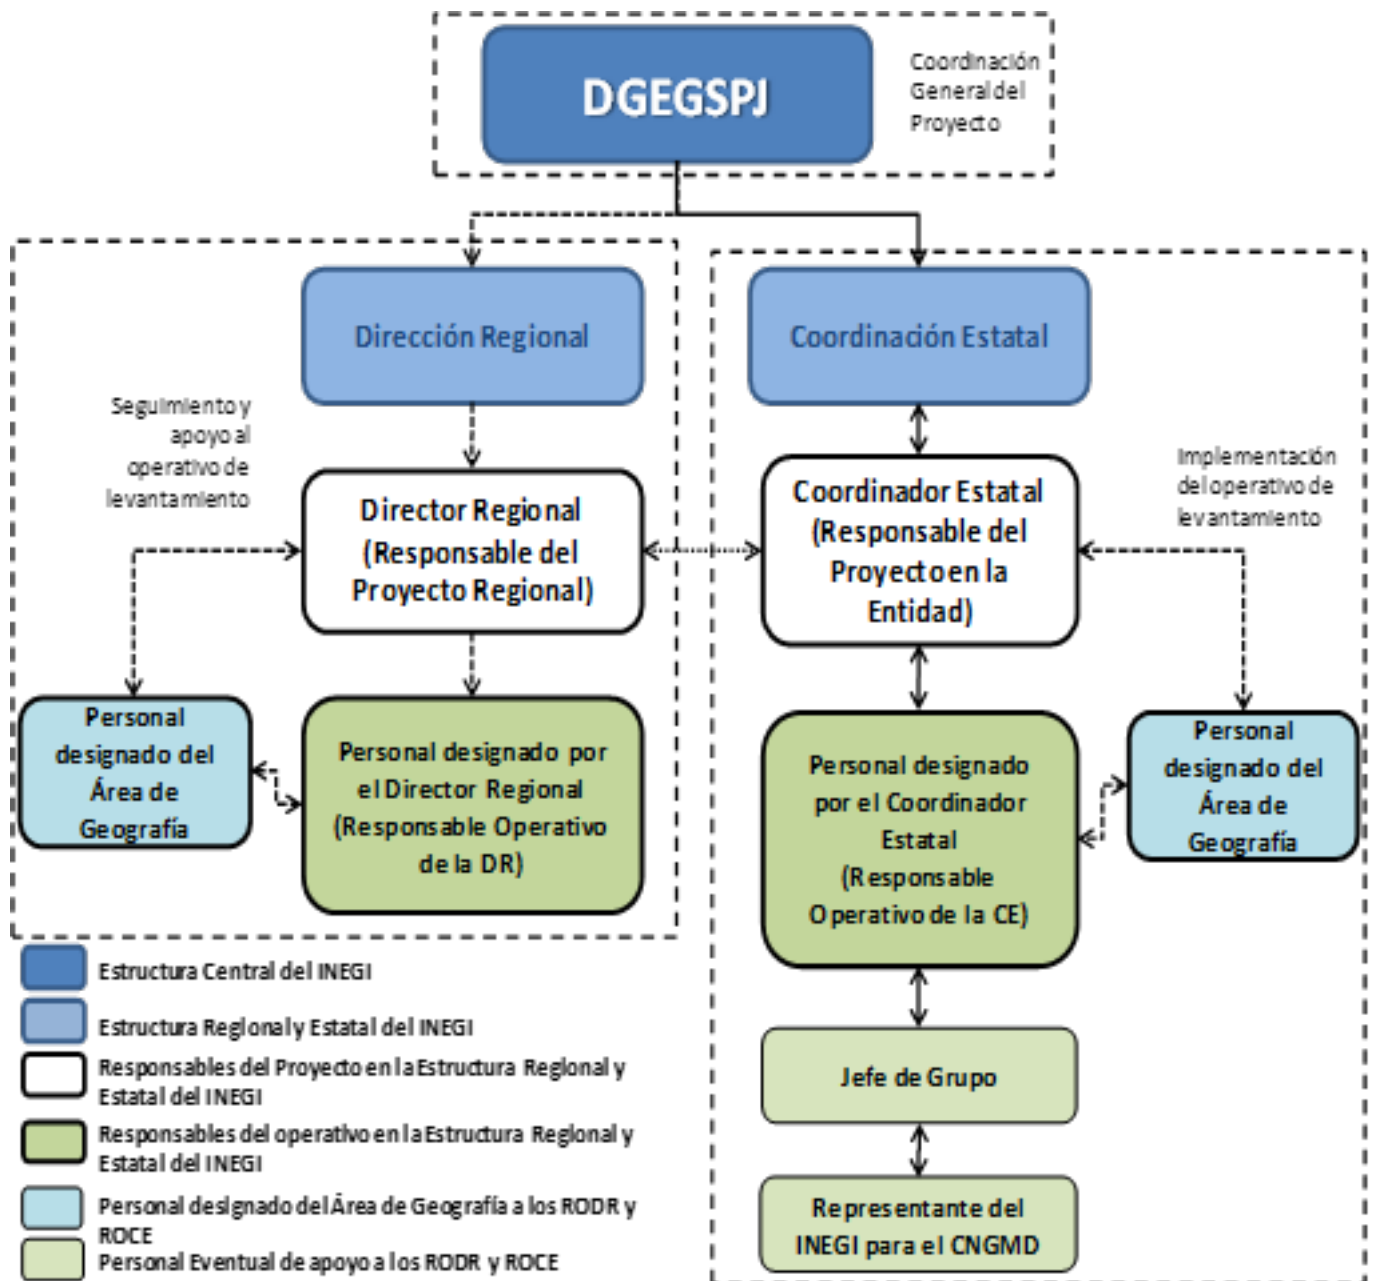 DGEGSPJ
Coordinación
General del
Proyecto
Dirección Regional
Coordinación Estatal
Seguimiento y
apoyo al
operativo de
levantamiento
Director Regional
(Responsable del
Proyecto Regional)
Coordinador Estatal
(Responsable del
Proyecto en la
Entidad)
Implementación
del operativo de
levantamiento
Personal
designado del
Área de
Geografía
Personal designado por
el Director Regional
(Responsable Operativo
de la DR)
Personal designado
por el Coordinador
Estatal
(Responsable
Operativo de la CE)
Personal
designado del
Área de
Geografía
Jefe de Grupo
Representante del
INEGI para el CNGMD
Estructura Central del INEGI
Estructura Regional y Estatal del INEGI
Responsables del Proyecto en la Estructura Regional y
Estatal del INEGI
Responsables del operativo en la Estructura Regional y
Estatal del INEGI
Personal designado del Área de Geografía a los RODR y
ROCE
Personal Eventual de apoyo a los RODR y ROCE